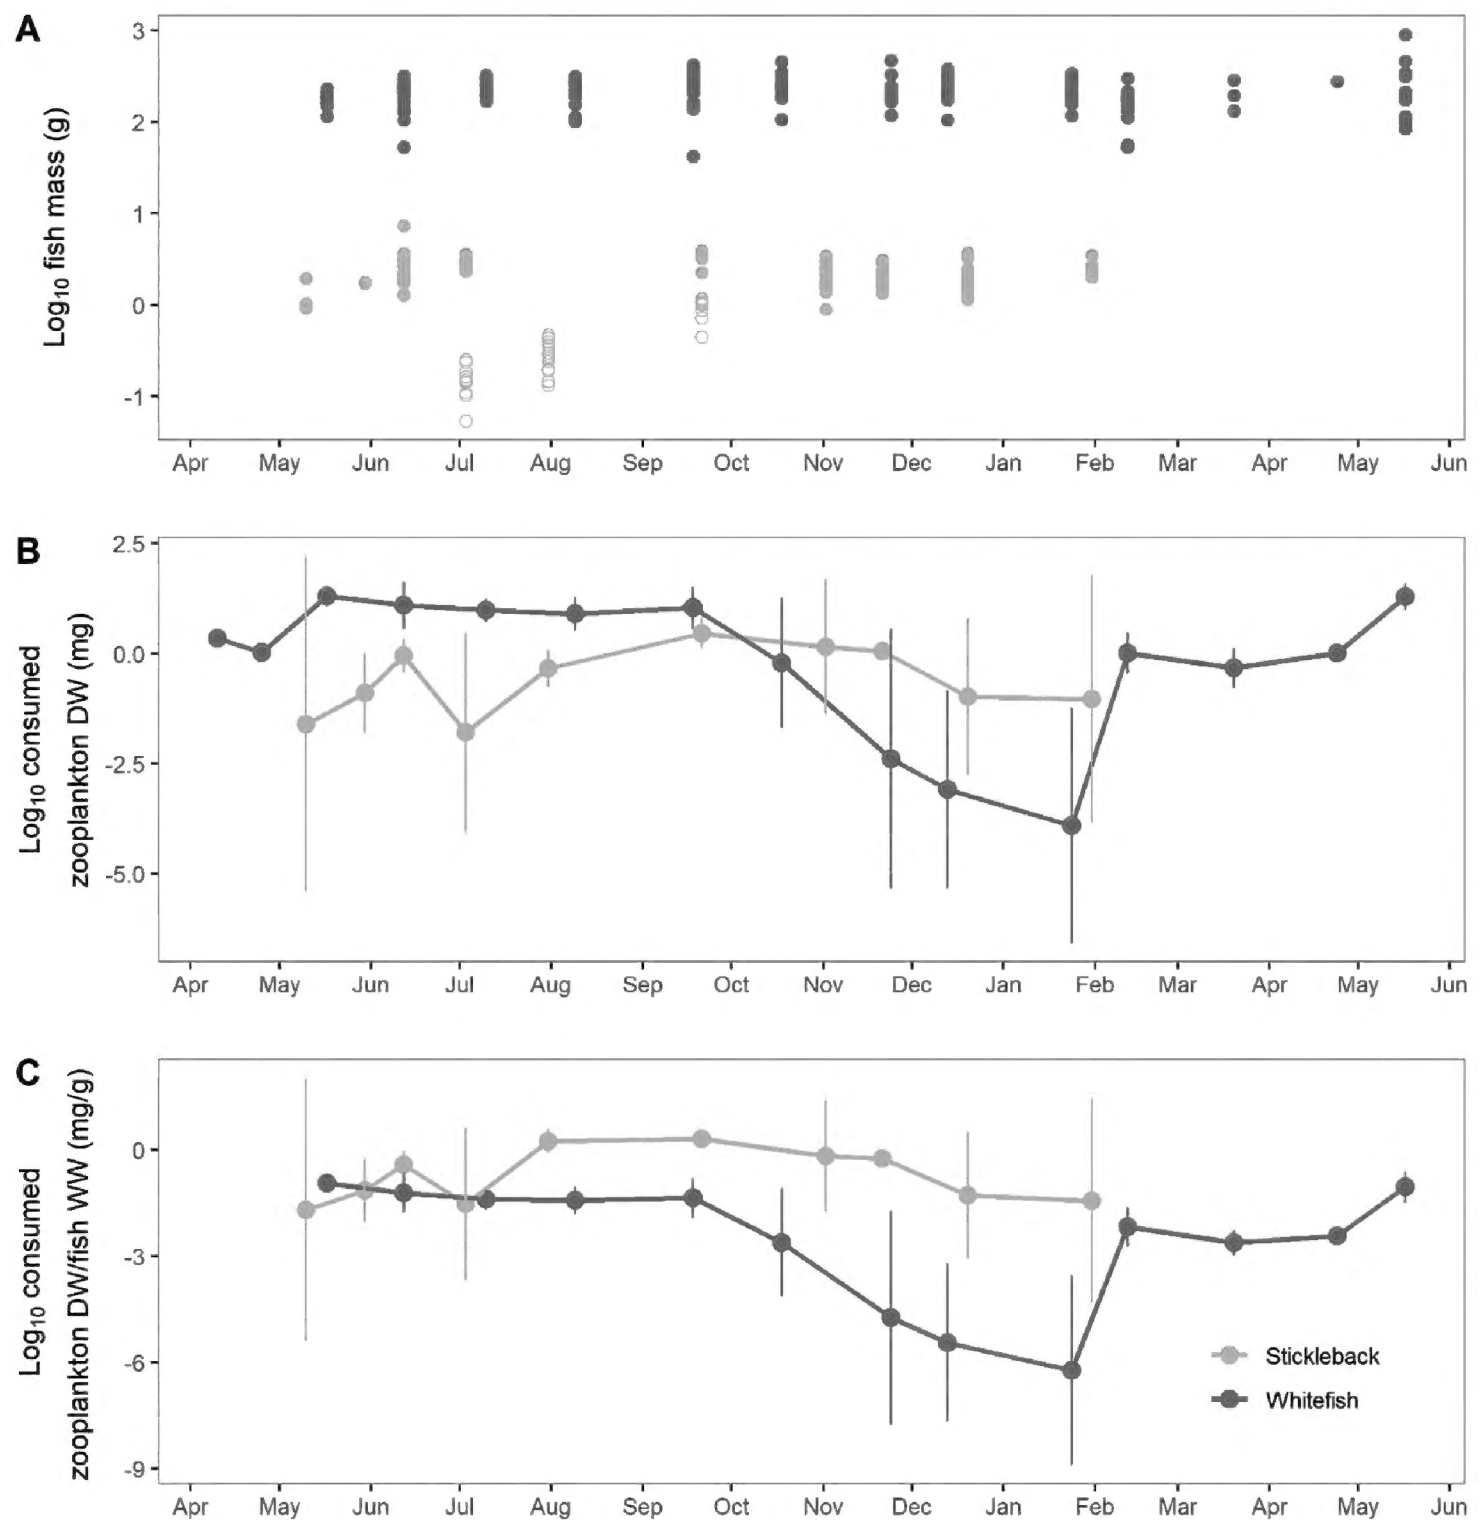 A
Log10 fish mass (g)
3
2
1
0
-1
Apr May Jun Jul Aug Sep Oct Nov Dec Jan Feb Mar Apr May Jun
B
Log10 consumed
zooplankton DW (mg)
2.5
0.0
-2.5
-5.0
Apr May Jun Jul Aug Sep Oct Nov Dec Jan Feb Mar Apr May Jun
C
Log10 consumed
zooplankton DW/fish WW (mg/g)
0
-3
-6
-9
Stickleback
Whitefish
Apr May Jun Jul Aug Sep Oct Nov Dec Jan Feb Mar Apr May Jun